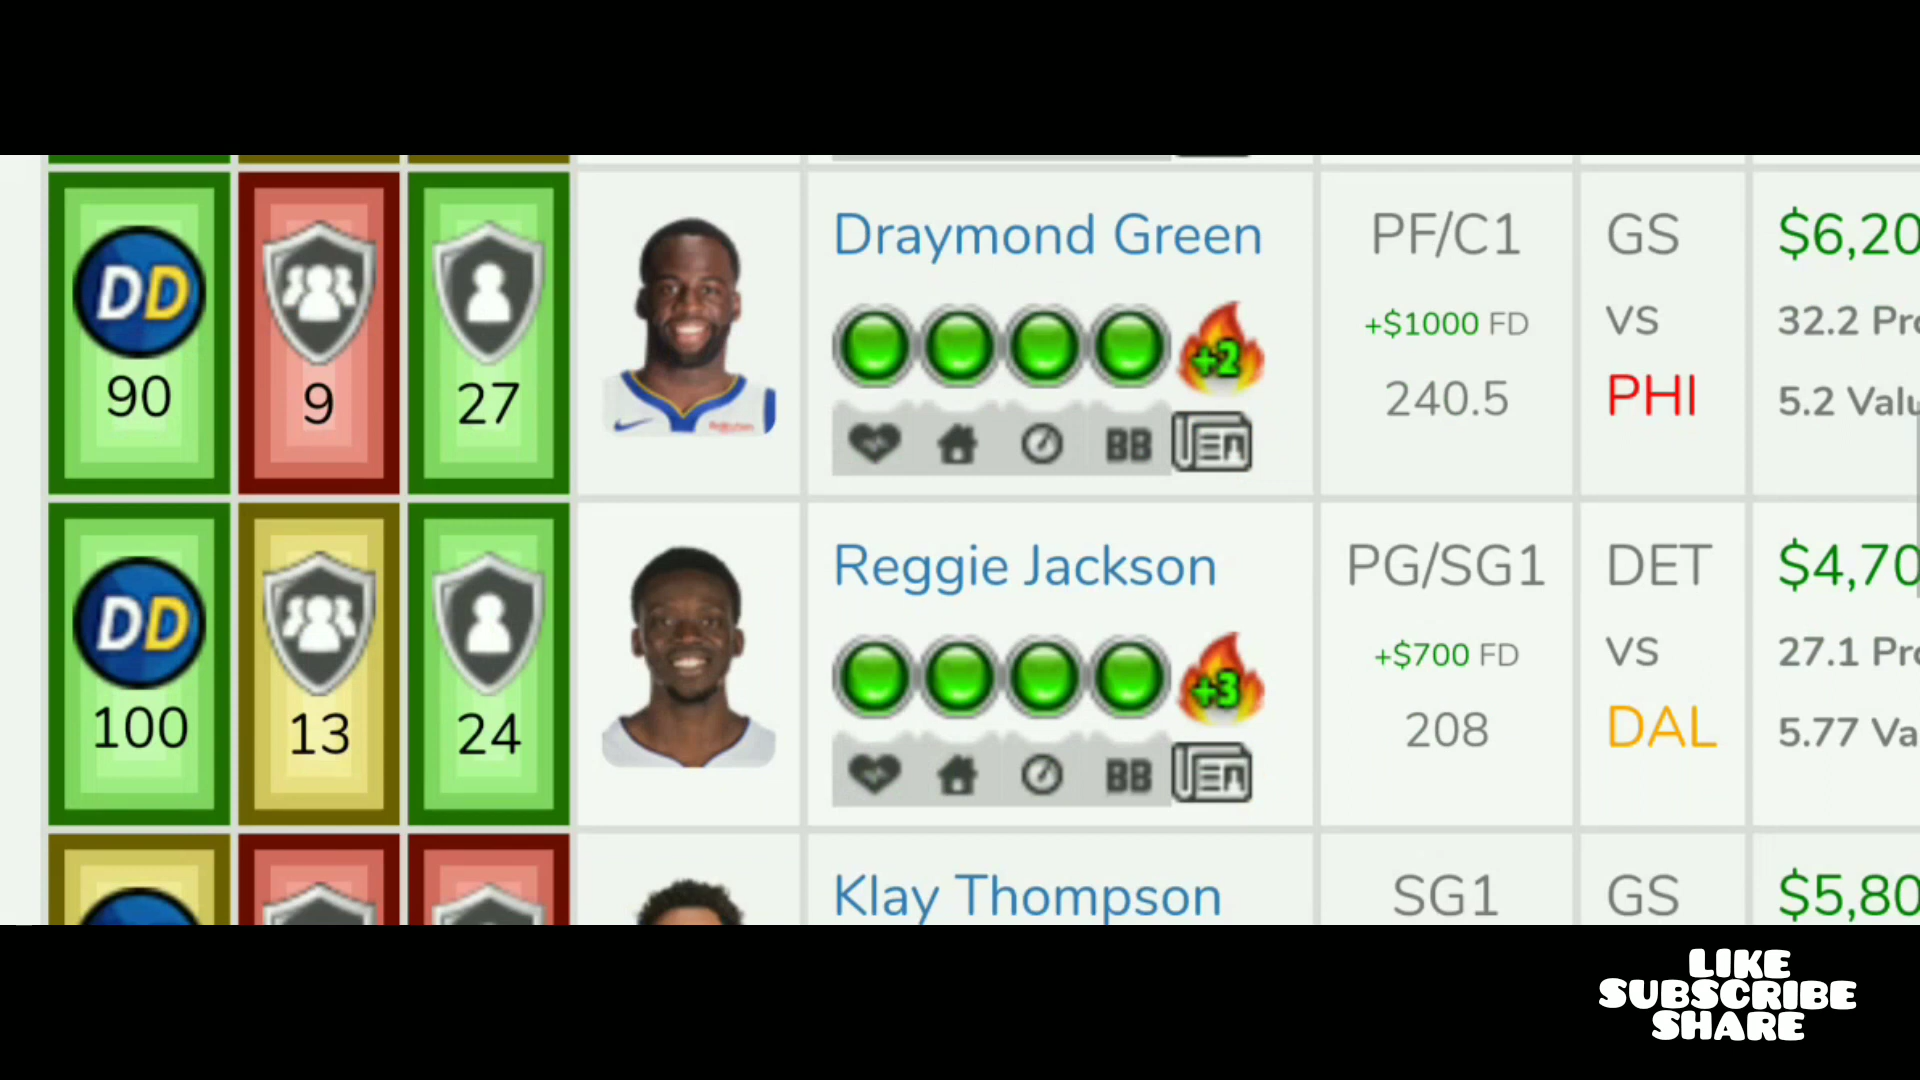 Draymond Green
PF/C1
GS
$6,20
DD
90
9
27
+2
+$1000 FD
VS
32.2 Pro
240.5
PHI
5.2 Valu
BB
Reggie Jackson
PG/SG1
DET
$4,70
DD
100
13
24
+3
+$700 FD
VS
27.1 Pro
208
DAL
5.77 Va
BB
Klay Thompson
SG1
GS
$5,80
LIKE
SUBSCRIBE
SHARE